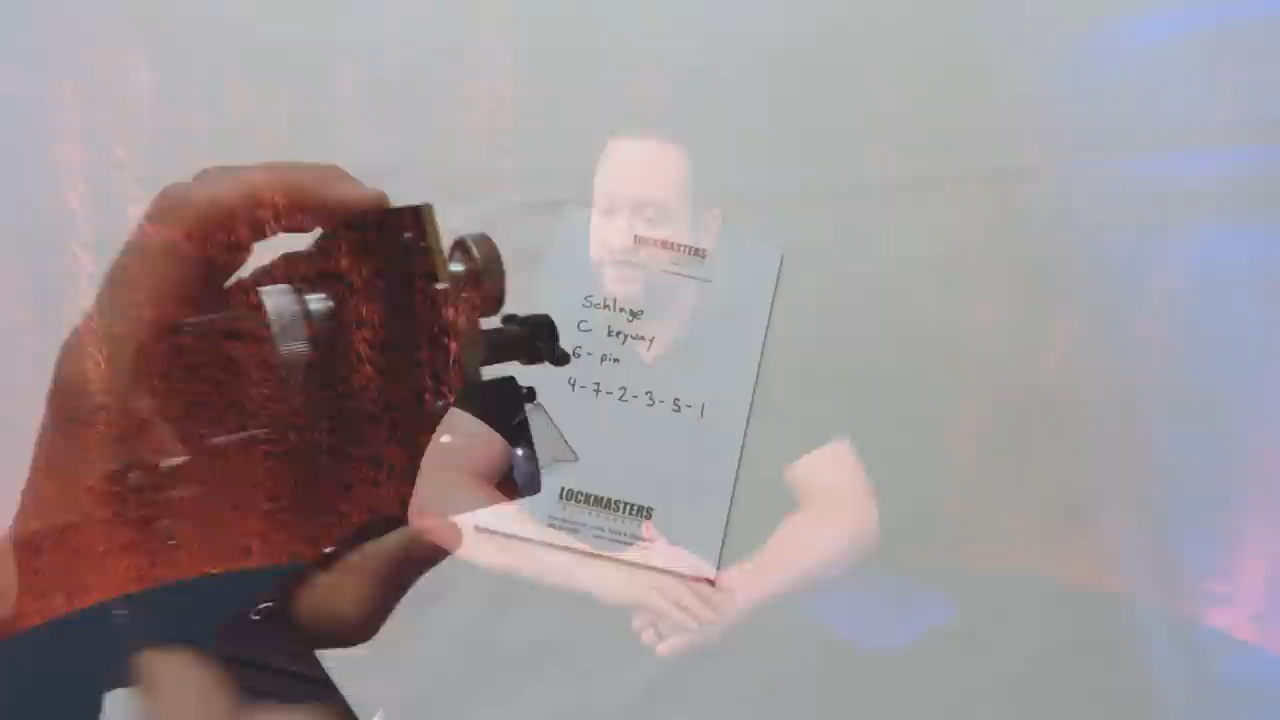 LOCKMASTERS
Schlage
C keyway
6-pin
4-7-2-3-5-1
LOCKMASTERS